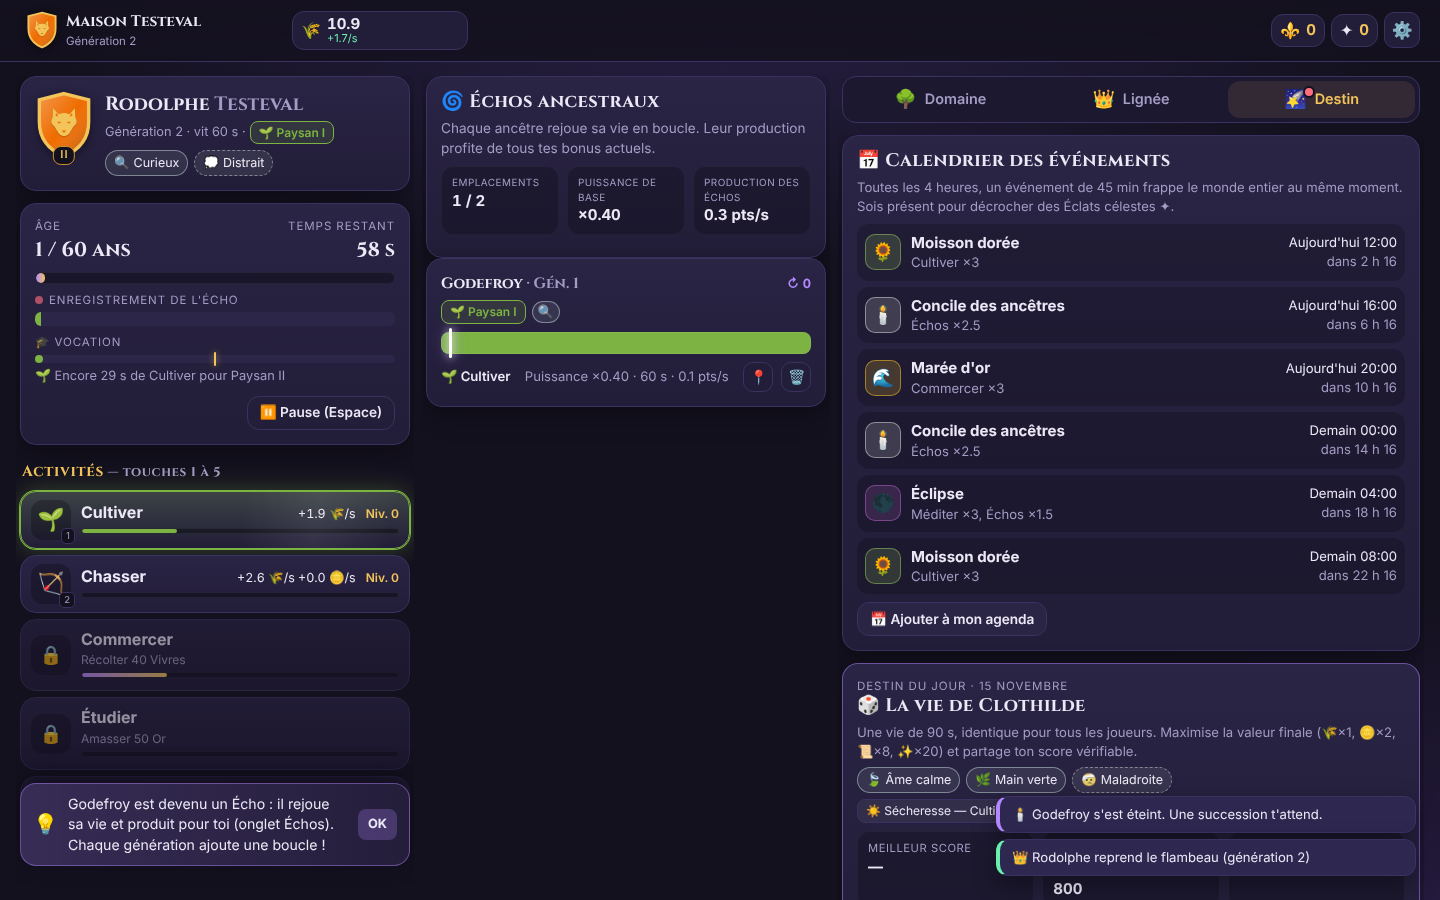 Maison Testeval
Génération 2
10.9
+1.7/s
0
0
Rodolphe Testeval
Génération 2 · vit 60 s ·
Paysan I
II
Curieux
Distrait
Âge
Temps restant
1 / 60 ans
58 s
Enregistrement de l'écho
Vocation
Encore 29 s de Cultiver pour Paysan II
Pause (Espace)
Activités — touches 1 à 5
Cultiver
+1.9 /s
Niv. 0
1
Chasser
+2.6 /s +0.0 /s
Niv. 0
2
Commercer
Récolter 40 Vivres
Étudier
Amasser 50 Or
Godefroy est devenu un Écho : il rejoue
sa vie et produit pour toi (onglet Échos).
Chaque génération ajoute une boucle !
OK
Échos ancestraux
Chaque ancêtre rejoue sa vie en boucle. Leur production
profite de tous tes bonus actuels.
Emplacements
1 / 2
Puissance de
base
×0.40
Production des
échos
0.3 pts/s
Godefroy · Gén. 1
↻ 0
Paysan I
Cultiver
Puissance ×0.40 · 60 s · 0.1 pts/s
Domaine
Lignée
Destin
Calendrier des événements
Toutes les 4 heures, un événement de 45 min frappe le monde entier au même moment.
Sois présent pour décrocher des Éclats célestes ✦.
Moisson dorée
Cultiver ×3
Aujourd'hui 12:00
dans 2 h 16
Concile des ancêtres
Échos ×2.5
Aujourd'hui 16:00
dans 6 h 16
Marée d'or
Commercer ×3
Aujourd'hui 20:00
dans 10 h 16
Concile des ancêtres
Échos ×2.5
Demain 00:00
dans 14 h 16
Éclipse
Méditer ×3, Échos ×1.5
Demain 04:00
dans 18 h 16
Moisson dorée
Cultiver ×3
Demain 08:00
dans 22 h 16
Ajouter à mon agenda
Destin du jour · 15 novembre
La vie de Clothilde
Une vie de 90 s, identique pour tous les joueurs. Maximise la valeur finale (×1, ×2,
×8, ×20) et partage ton score vérifiable.
Âme calme
Main verte
Maladroite
Sécheresse — Culti
Godefroy s'est éteint. Une succession t'attend.
Rodolphe reprend le flambeau (génération 2)
Meilleur score
—
800